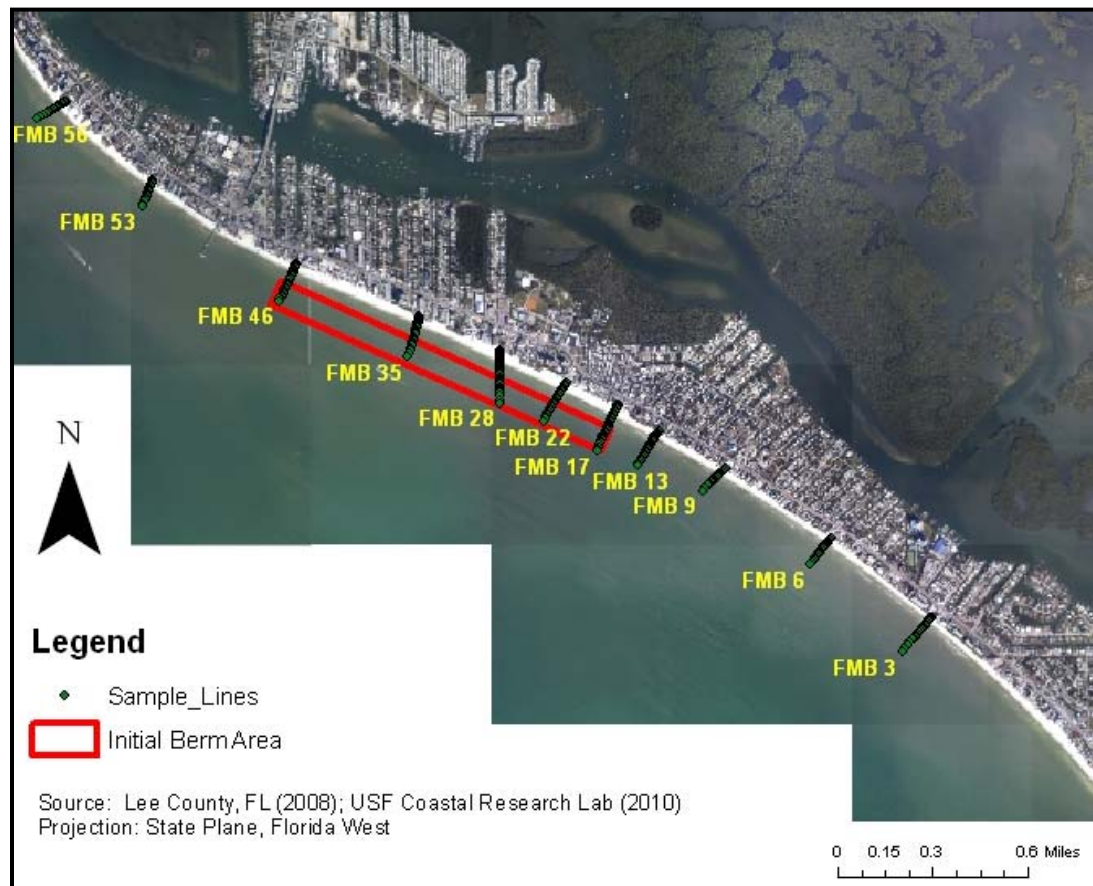 FMB 56
FMB 53
FMB 46
FMB 35
FMB 28
FMB 22
FMB 17
FMB 13
FMB 9
FMB 6
FMB 3
N
Legend
Sample_Lines
Initial Berm Area
Source: Lee County, FL (2008); USF Coastal Research Lab (2010)
Projection: State Plane, Florida West
0 0.15 0.3 0.6 Miles